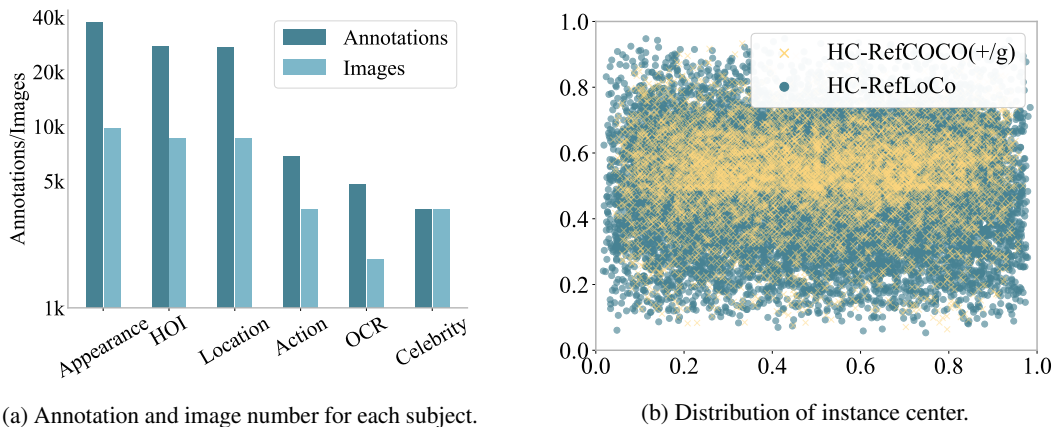 40k
20k
10k
5k
1k
Annotations/Images
Annotations
Images
Appearance
HOI
Location
Action
OCR
Celebrity
(a) Annotation and image number for each subject.
1.0
0.8
0.6
0.4
0.2
0.0
HC-RefCOCO(+/g)
HC-RefLoCo
0.0 0.2 0.4 0.6 0.8 1.0
(b) Distribution of instance center.